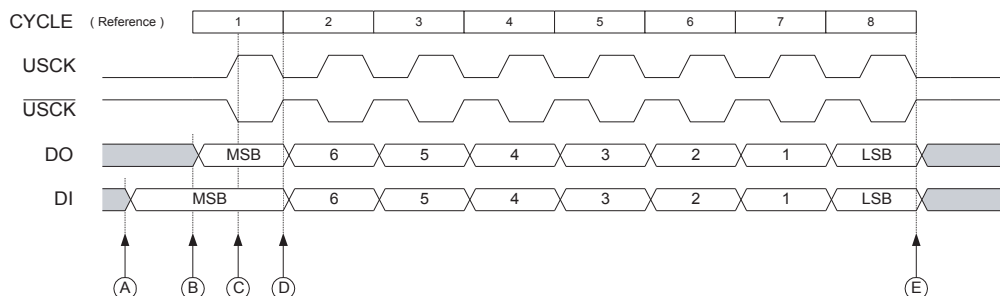 CYCLE ( Reference ) 1 2 3 4 5 6 7 8
USCK
USCK
DO MSB 6 5 4 3 2 1 LSB
DI MSB 6 5 4 3 2 1 LSB
A B C D E